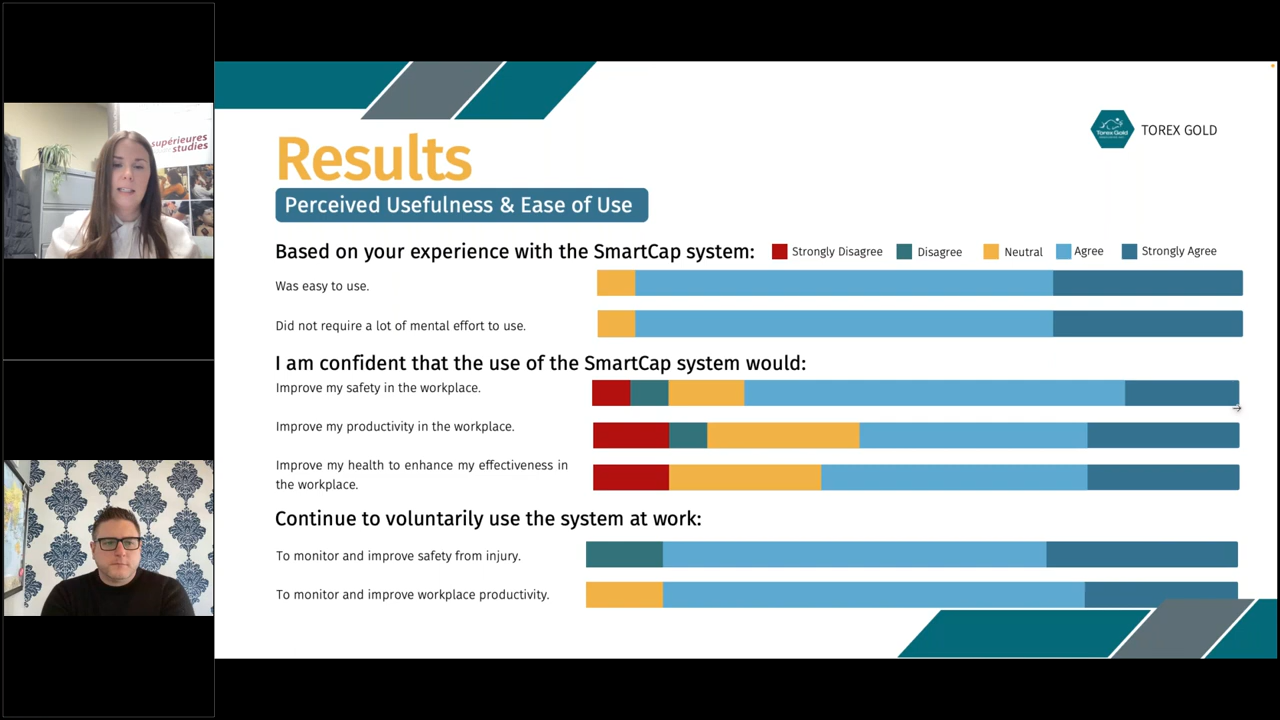 supérieures
studies
Torex Gold
TOREX GOLD
Results
Perceived Usefulness & Ease of Use
Based on your experience with the SmartCap system:
Strongly Disagree
Disagree
Neutral
Agree
Strongly Agree
Was easy to use.
Did not require a lot of mental effort to use.
I am confident that the use of the SmartCap system would:
Improve my safety in the workplace.
Improve my productivity in the workplace.
Improve my health to enhance my effectiveness in
the workplace.
Continue to voluntarily use the system at work:
To monitor and improve safety from injury.
To monitor and improve workplace productivity.